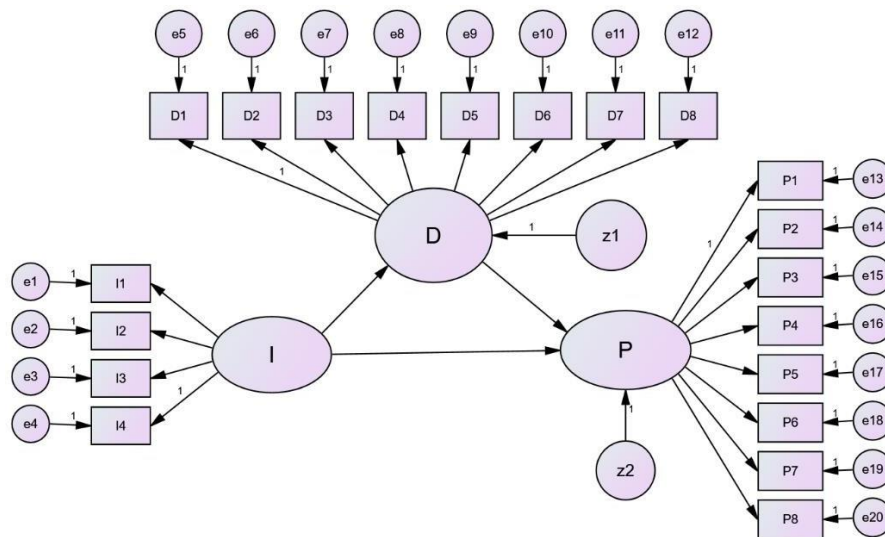 e5 e6 e7 e8 e9 e10 e11 e12
1 1 1 1 1 1 1 1
D1 D2 D3 D4 D5 D6 D7 D8
1
D
1
z1
P1 1 e13
1
P2 1 e14
P3 1 e15
P4 1 e16
P5 1 e17
P6 1 e18
P7 1 e19
P8 1 e20
e1 1 I1
e2 1 I2
e3 1 I3
e4 1 I4
1
I
P
1
z2